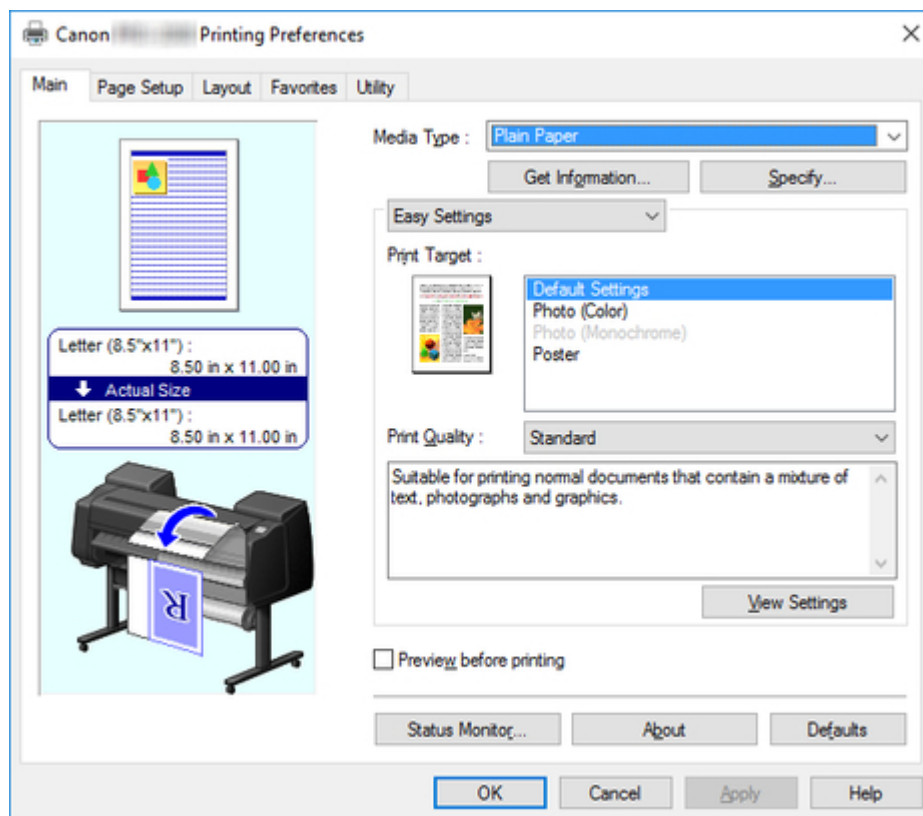 Canon Printing Preferences
Main Page Setup Layout Favorites Utility
Media Type : Plain Paper
Get Information... Specify...
Easy Settings
Print Target :
Default Settings
Photo (Color)
Photo (Monochrome)
Poster
Letter (8.5"x11") :
8.50 in x 11.00 in
Actual Size
Letter (8.5"x11") :
8.50 in x 11.00 in
R
Print Quality : Standard
Suitable for printing normal documents that contain a mixture of
text, photographs and graphics.
View Settings
Preview before printing
Status Monitor... About Defaults
OK Cancel Apply Help